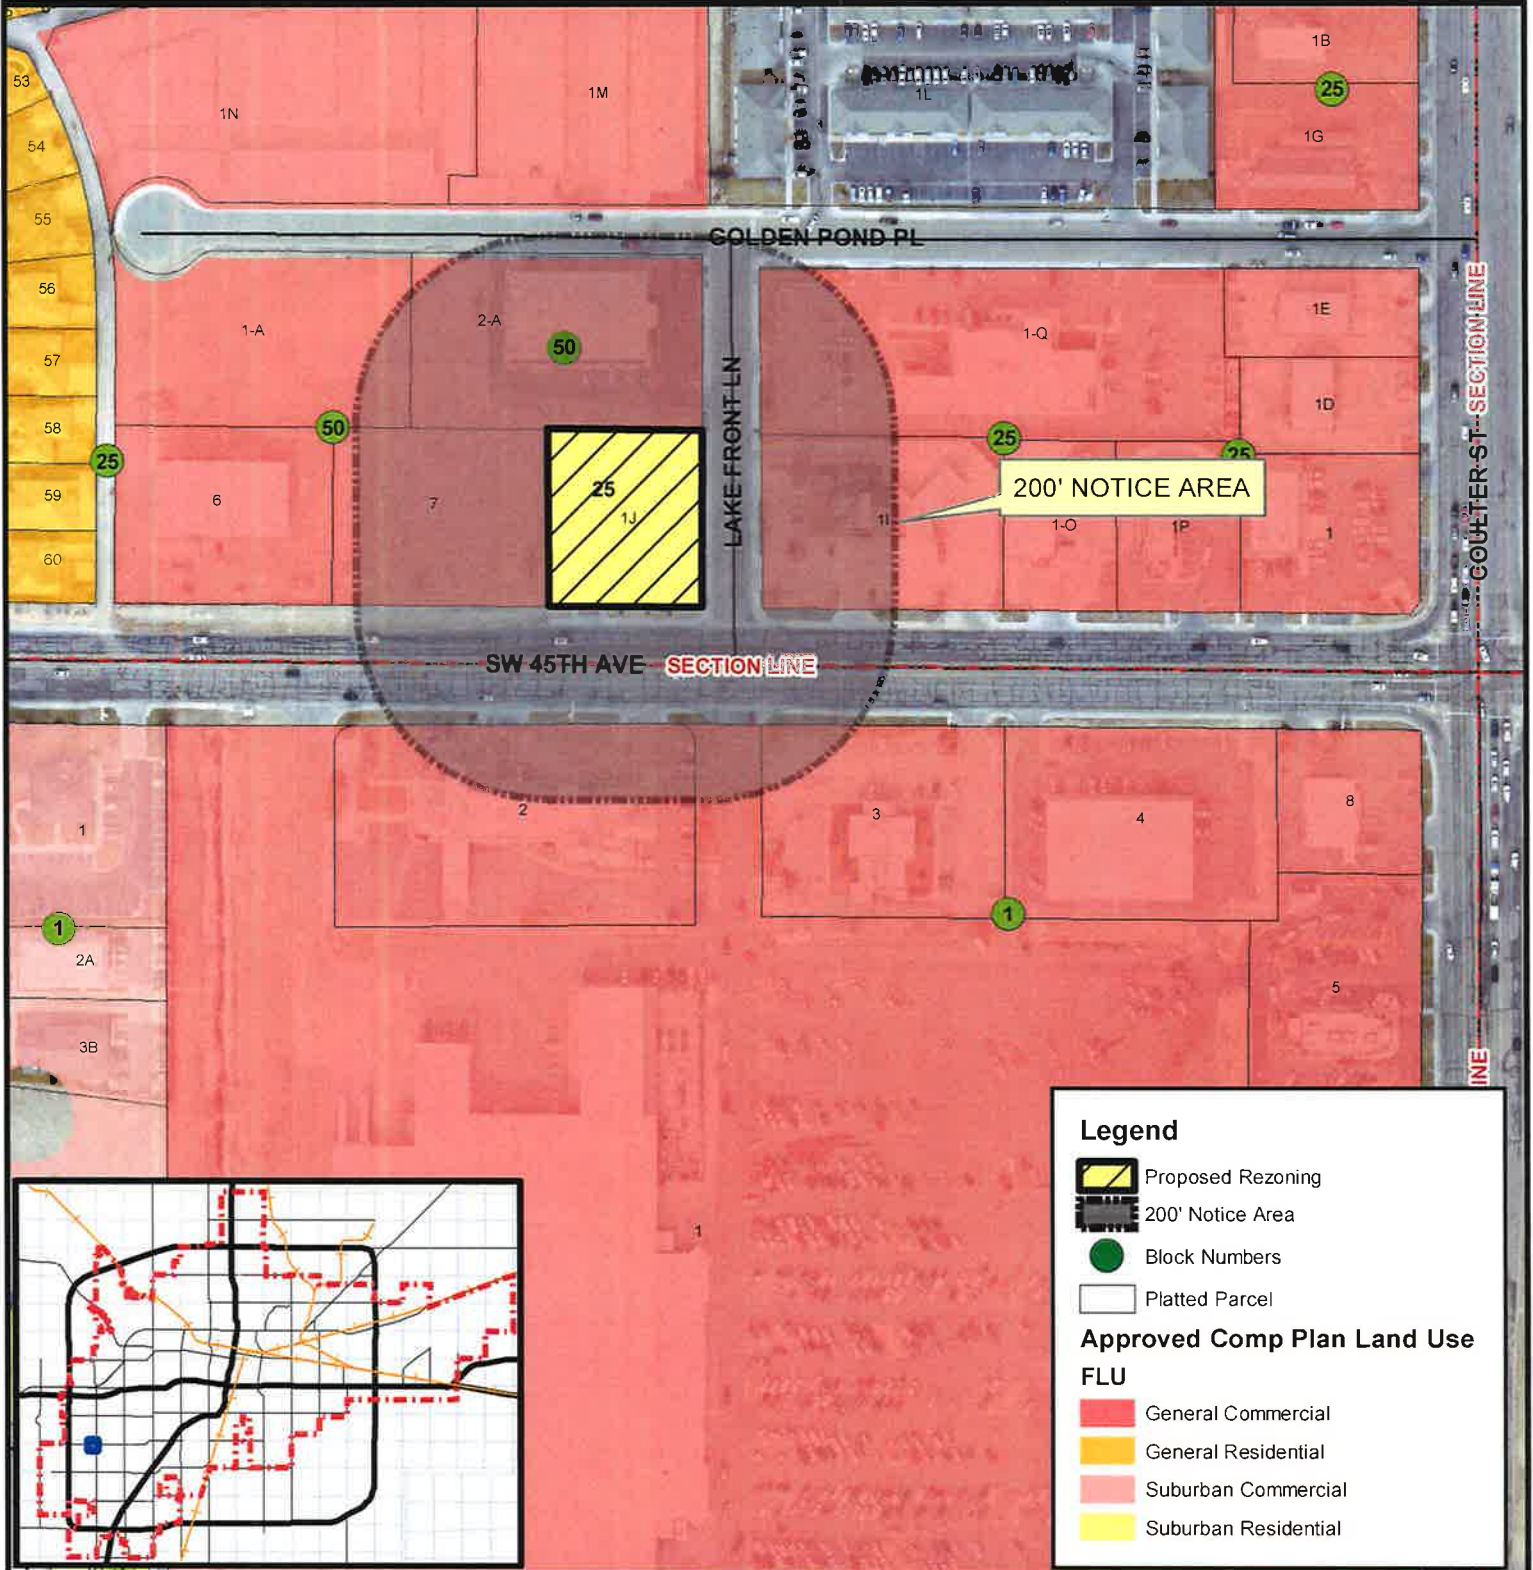 53
1N
1M
1L
1B
25
1G
54
55
GOLDEN POND PL
56
1-A
2-A
50
1-Q
1E
SECTION LINE
57
LAKE FRONT LN
1D
58
50
25
25
25
COULTER ST
59
6
7
25
1J
1I
200' NOTICE AREA
1-O
1P
1
60
SW 45TH AVE
SECTION LINE
1
2
3
4
8
1
1
2A
5
3B
INE
1
Legend
Proposed Rezoning
200' Notice Area
Block Numbers
Platted Parcel
Approved Comp Plan Land Use
FLU
General Commercial
General Residential
Suburban Commercial
Suburban Residential